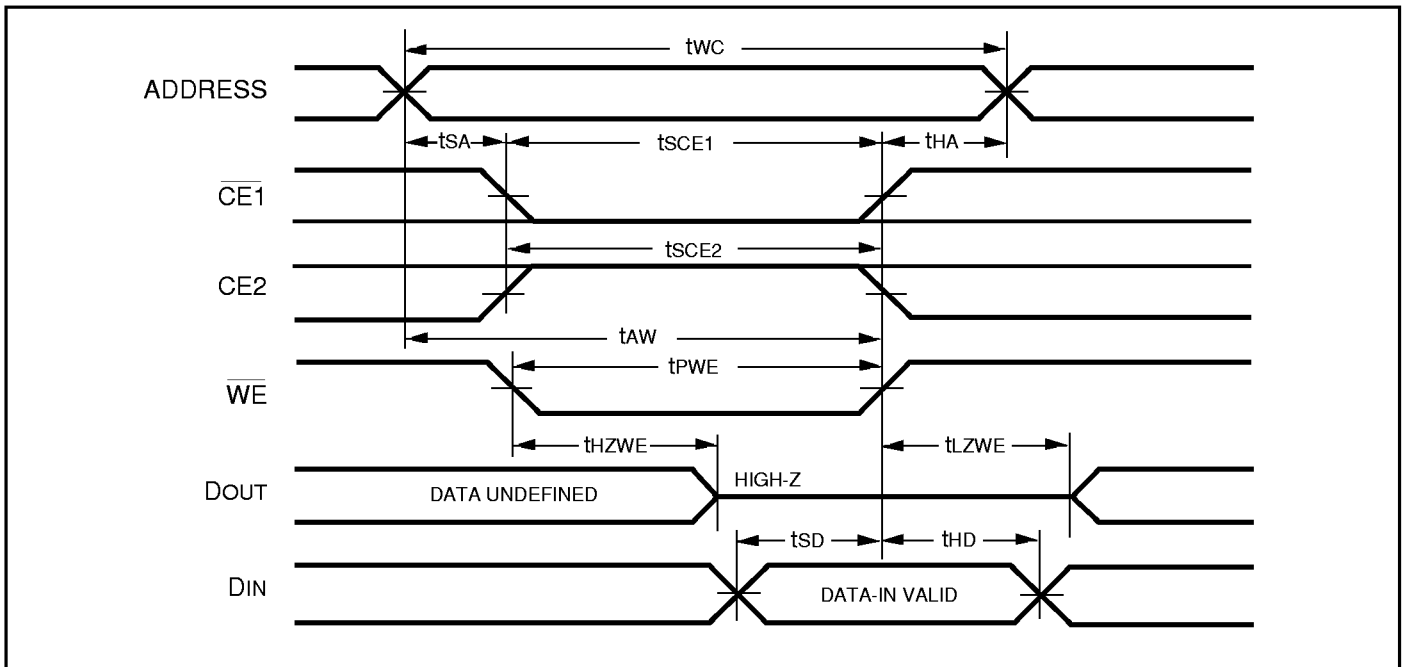 tWC
ADDRESS
tSA tSCE1 tHA
CE1
tSCE2
CE2
tAW
tPWE
WE
tHZWE tLZWE
DOUT DATA UNDEFINED HIGH-Z
tSD tHD
DIN DATA-IN VALID